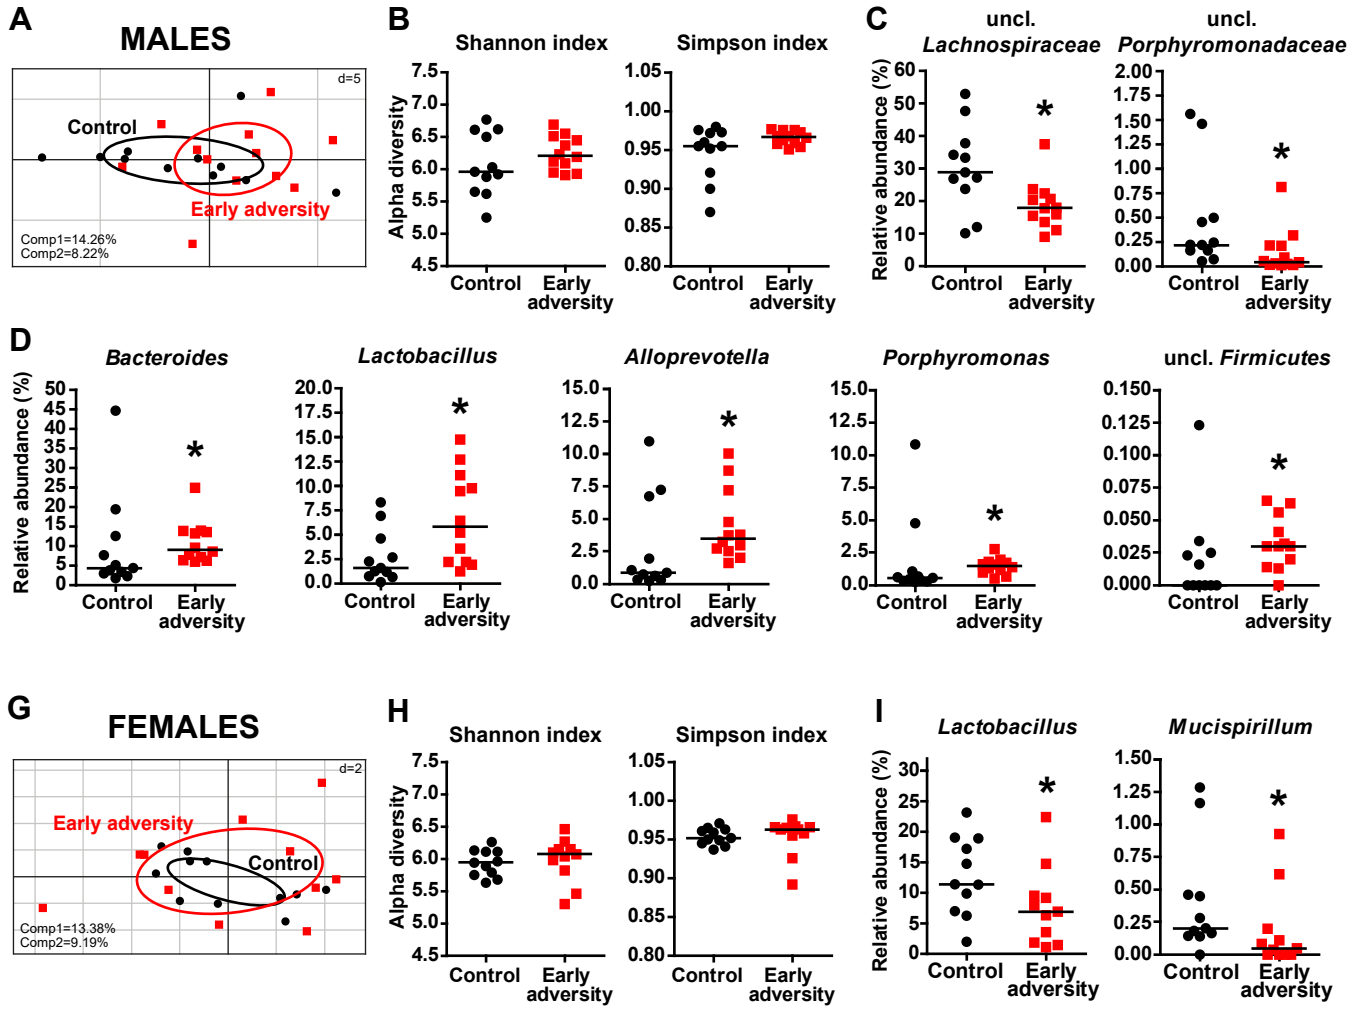 A
MALES
d=5
Control
Early adversity
Comp1=14.26%
Comp2=8.22%
B
Shannon index
Alpha diversity
7.5
7.0
6.5
6.0
5.5
5.0
4.5
Control
Early
adversity
Simpson index
1.05
1.00
0.95
0.90
0.85
0.80
Control
Early
adversity
C
uncl.
Lachnospiraceae
Relative abundance (%)
60
50
40
30
20
10
0
*
Control
Early
adversity
uncl.
Porphyromonadaceae
2.00
1.75
1.50
1.25
1.00
0.75
0.50
0.25
0.00
*
Control
Early
adversity
D
Bacteroides
Relative abundance (%)
50
45
40
35
30
25
20
15
10
5
0
*
Control
Early
adversity
Lactobacillus
20.0
17.5
15.0
12.5
10.0
7.5
5.0
2.5
0.0
*
Control
Early
adversity
Alloprevotella
15.0
12.5
10.0
7.5
5.0
2.5
0.0
*
Control
Early
adversity
Porphyromonas
15.0
12.5
10.0
7.5
5.0
2.5
0.0
*
Control
Early
adversity
uncl. Firmicutes
0.150
0.125
0.100
0.075
0.050
0.025
0.000
*
Control
Early
adversity
G
FEMALES
d=2
Early adversity
Control
Comp1=13.38%
Comp2=9.19%
H
Shannon index
Alpha diversity
7.5
7.0
6.5
6.0
5.5
5.0
4.5
Control
Early
adversity
Simpson index
1.05
1.00
0.95
0.90
0.85
0.80
Control
Early
adversity
I
Lactobacillus
Relative abundance (%)
30
25
20
15
10
5
0
*
Control
Early
adversity
Mucispirillum
1.50
1.25
1.00
0.75
0.50
0.25
0.00
*
Control
Early
adversity